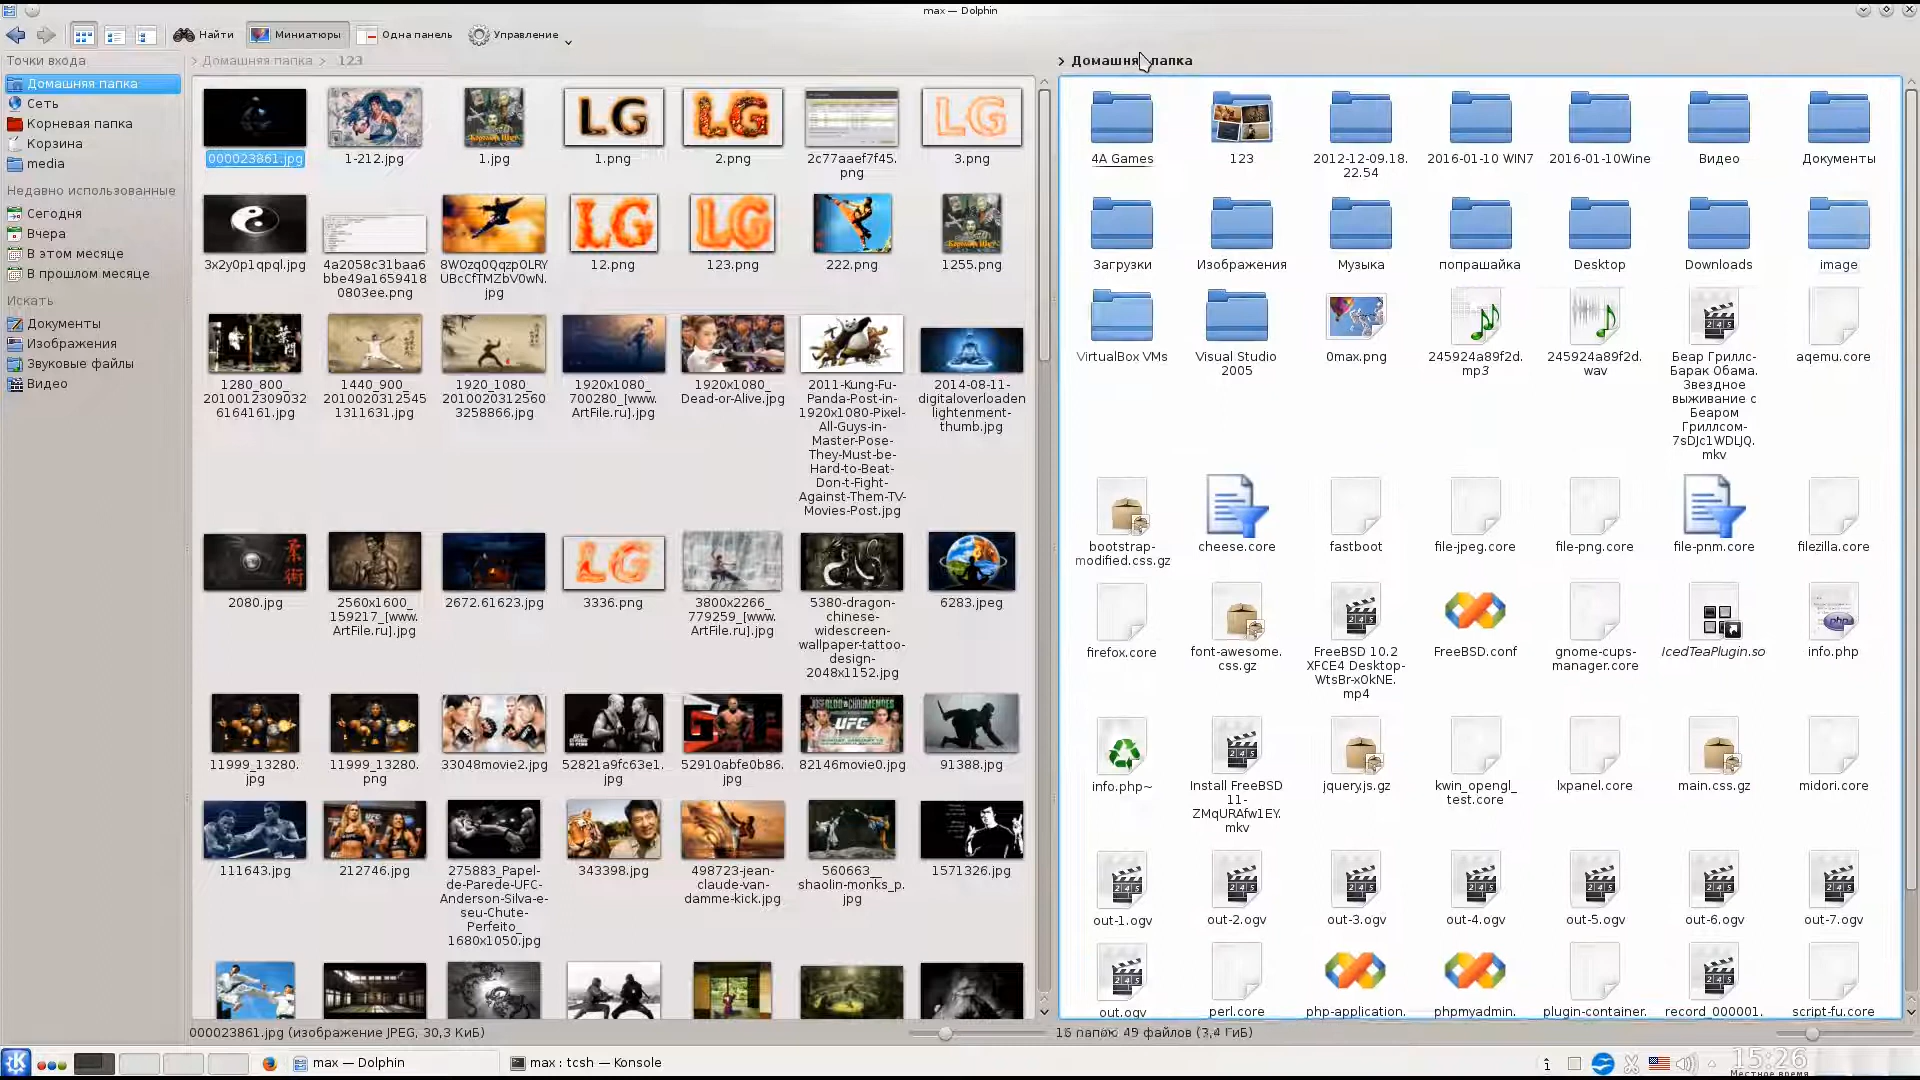 max — Dolphin
Найти
Миниатюры
Одна панель
Управление
Точки входа
Домашняя папка
Сеть
Корневая папка
Корзина
media
Недавно использованные
Сегодня
Вчера
В этом месяце
В прошлом месяце
Искать
Документы
Изображения
Звуковые файлы
Видео
> Домашняя папка > 123
000023861.jpg
1-212.jpg
1.jpg
1.png
2.png
2c77aaef7f45.
png
3.png
3x2y0p1qpql.jpg
4a2058c31baa6
bbe49a1659418
0803ee.png
8WOzq0QqzpOLRY
UBcCfTMZbV0wN.
jpg
12.png
123.png
222.png
1255.png
1280_800_
2010012309032
6164161.jpg
1440_900_
2010020312545
1311631.jpg
1920_1080_
2010020312560
3258866.jpg
1920x1080_
700280_[www.
ArtFile.ru].jpg
1920x1080_
Dead-or-Alive.jpg
2011-Kung-Fu-
Panda-Post-in-
1920x1080-Pixel-
All-Guys-in-
Master-Pose-
They-Must-be-
Hard-to-Beat-
Don-t-Fight-
Against-Them-TV-
Movies-Post.jpg
2014-08-11-
digitaloverloadenl
lightenment-
thumb.jpg
2080.jpg
2560x1600_
159217_[www.
ArtFile.ru].jpg
2672.61623.jpg
3336.png
3800x2266_
779259_[www.
ArtFile.ru].jpg
5380-dragon-
chinese-
widescreen-
wallpaper-tattoo-
design-
2048x1152.jpg
6283.jpeg
11999_13280.
jpg
11999_13280.
png
33048movie2.jpg
52821a9fc63e1.
jpg
52910abfe0b86.
jpg
82146movie0.jpg
91388.jpg
111643.jpg
212746.jpg
275883_Papel-
de-Parede-UFC-
Anderson-Silva-e-
seu-Chute-
Perfeito_
1680x1050.jpg
343398.jpg
498723-jean-
claude-van-
damme-kick.jpg
560663__
shaolin-monks_p.
jpg
1571326.jpg
000023861.jpg (изображение JPEG, 30,3 КиБ)
> Домашняя папка
4A Games
123
2012-12-09.18.
22.54
2016-01-10 WIN7
2016-01-10Wine
Видео
Документы
Загрузки
Изображения
Музыка
попрашайка
Desktop
Downloads
image
VirtualBox VMs
Visual Studio
2005
0max.png
245924a89f2d.
mp3
245924a89f2d.
wav
Беар Гриллс-
Барак Обама.
Звездное
выживание с
Беаром
Гриллсом-
7sDJc1WDLJQ.
mkv
aqemu.core
bootstrap-
modified.css.gz
cheese.core
fastboot
file-jpeg.core
file-png.core
file-pnm.core
filezilla.core
firefox.core
font-awesome.
css.gz
FreeBSD 10.2
XFCE4 Desktop-
WtsBr-x0kNE.
mp4
FreeBSD.conf
gnome-cups-
manager.core
IcedTeaPlugin.so
info.php
info.php~
Install FreeBSD
11-
ZMqURAfw1EY.
mkv
jquery.js.gz
kwin_opengl_
test.core
lxpanel.core
main.css.gz
midori.core
out-1.ogv
out-2.ogv
out-3.ogv
out-4.ogv
out-5.ogv
out-6.ogv
out-7.ogv
out.ogv
perl.core
php-application.
phpmyadmin.
plugin-container.
record_000001.
script-fu.core
16 папок, 49 файлов (3,4 ГиБ)
max — Dolphin
max : tcsh — Konsole
15:26
Местное время